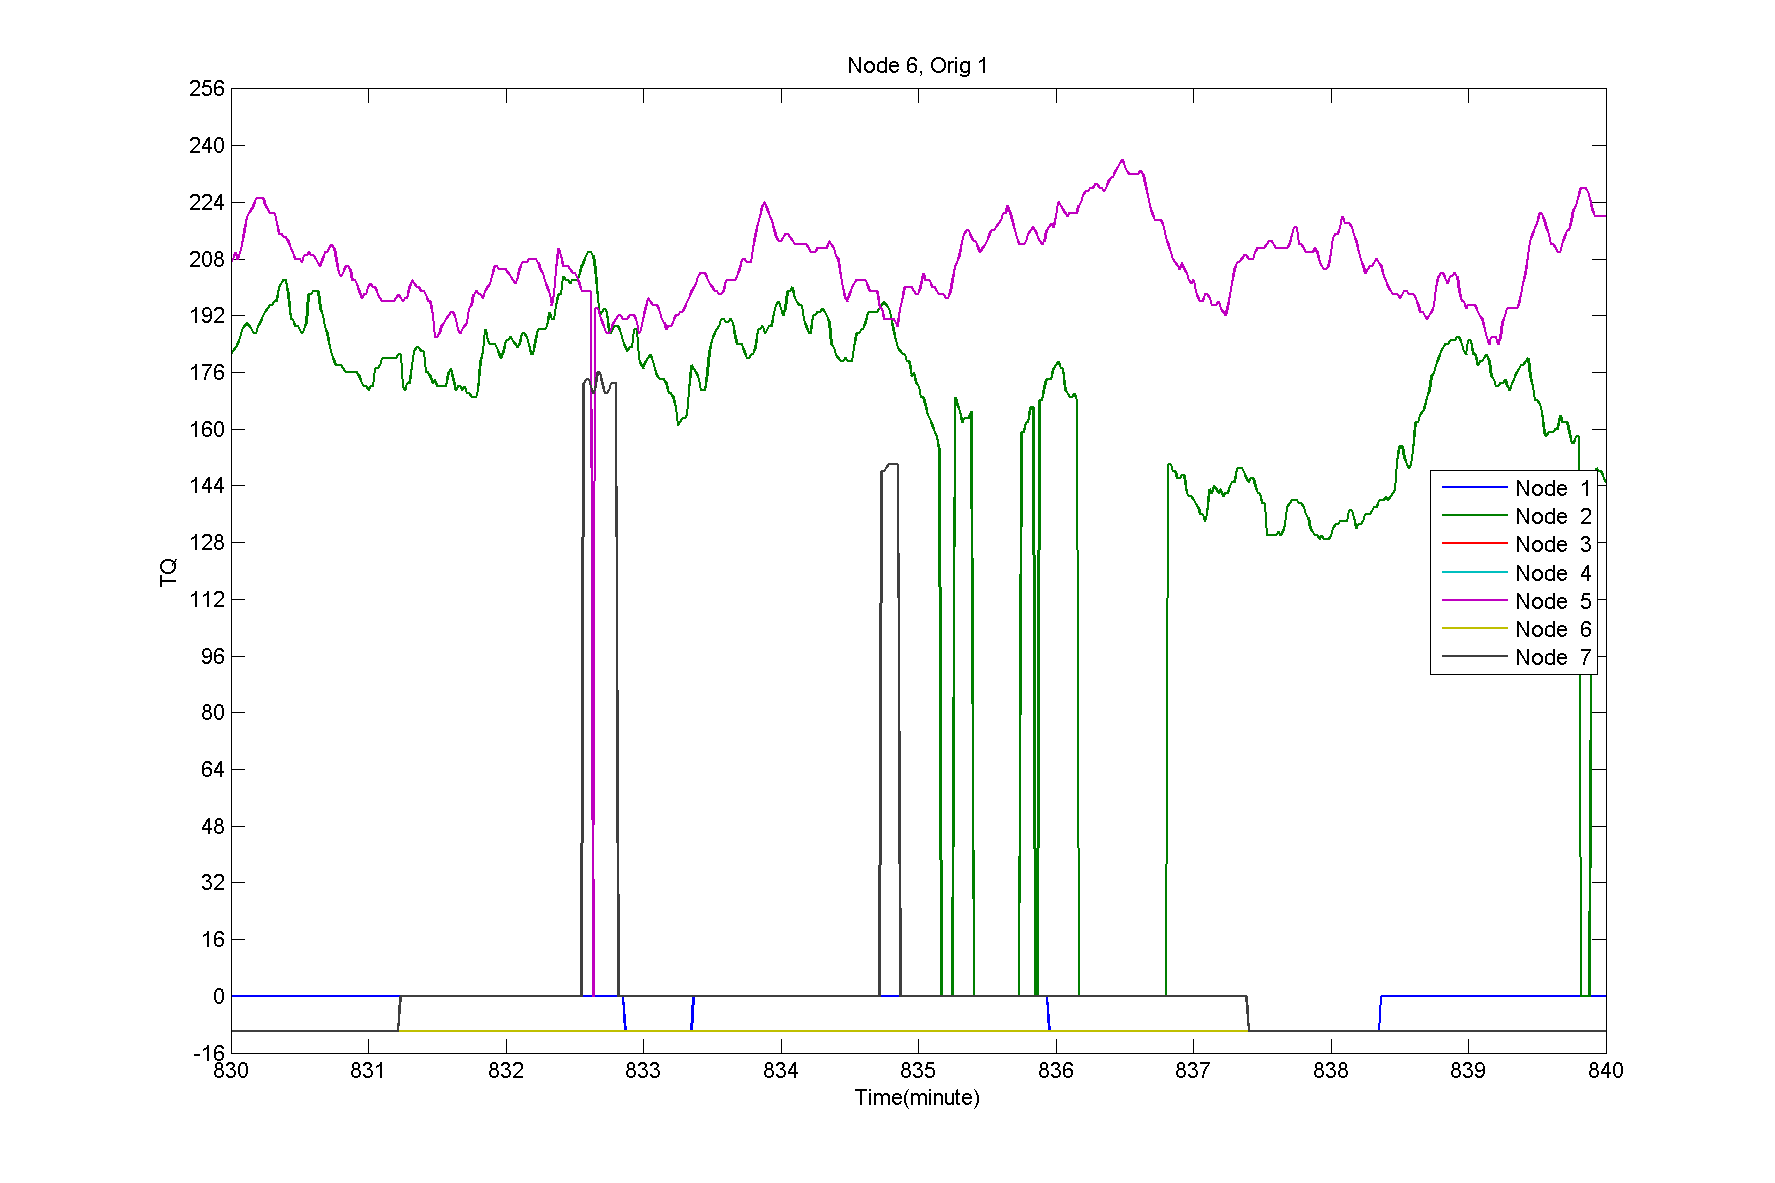 Node 6, Orig 1
256
240
224
208
192
176
160
144
128
112
96
80
64
48
32
16
0
-16
TQ
Node 1
Node 2
Node 3
Node 4
Node 5
Node 6
Node 7
830 831 832 833 834 835 836 837 838 839 840
Time(minute)